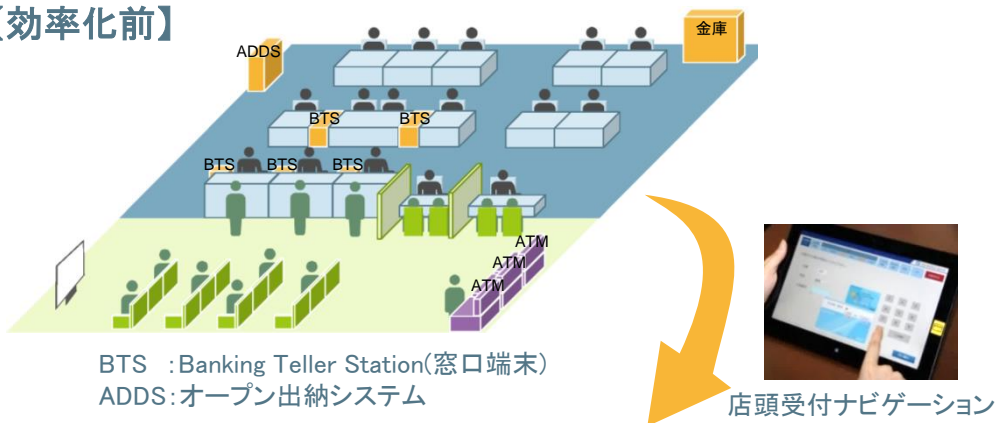 【効率化前】
ADDS
金庫
BTS
BTS
BTS
BTS
BTS
ATM
ATM
ATM
BTS :Banking Teller Station(窓口端末)
ADDS:オープン出納システム
店頭受付ナビゲーション